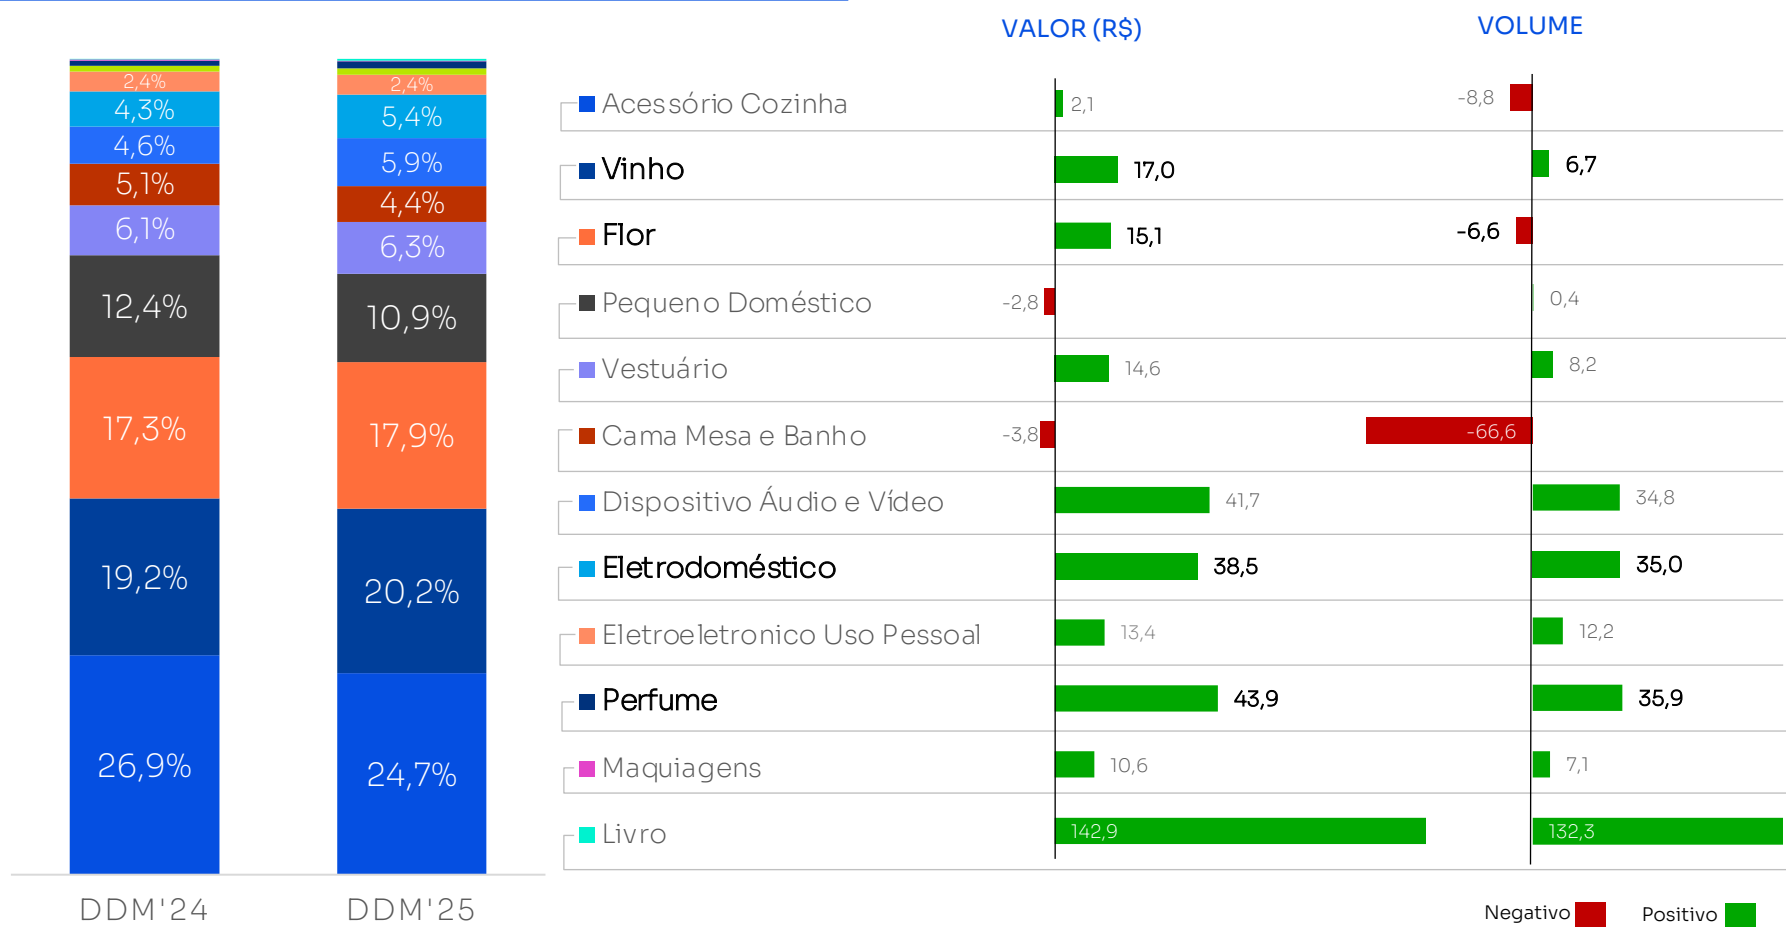 VALOR (R$)
VOLUME
2,4%
4,3%
4,6%
5,1%
6,1%
12,4%
17,3%
19,2%
26,9%
DDM'24
2,4%
5,4%
5,9%
4,4%
6,3%
10,9%
17,9%
20,2%
24,7%
DDM'25
Acessório Cozinha 2,1 -8,8
Vinho 17,0 6,7
Flor 15,1 -6,6
Pequeno Doméstico -2,8 0,4
Vestuário 14,6 8,2
Cama Mesa e Banho -3,8 -66,6
Dispositivo Áudio e Vídeo 41,7 34,8
Eletrodoméstico 38,5 35,0
Eletroeletronico Uso Pessoal 13,4 12,2
Perfume 43,9 35,9
Maquiagens 10,6 7,1
Livro 142,9 132,3
Negativo Positivo